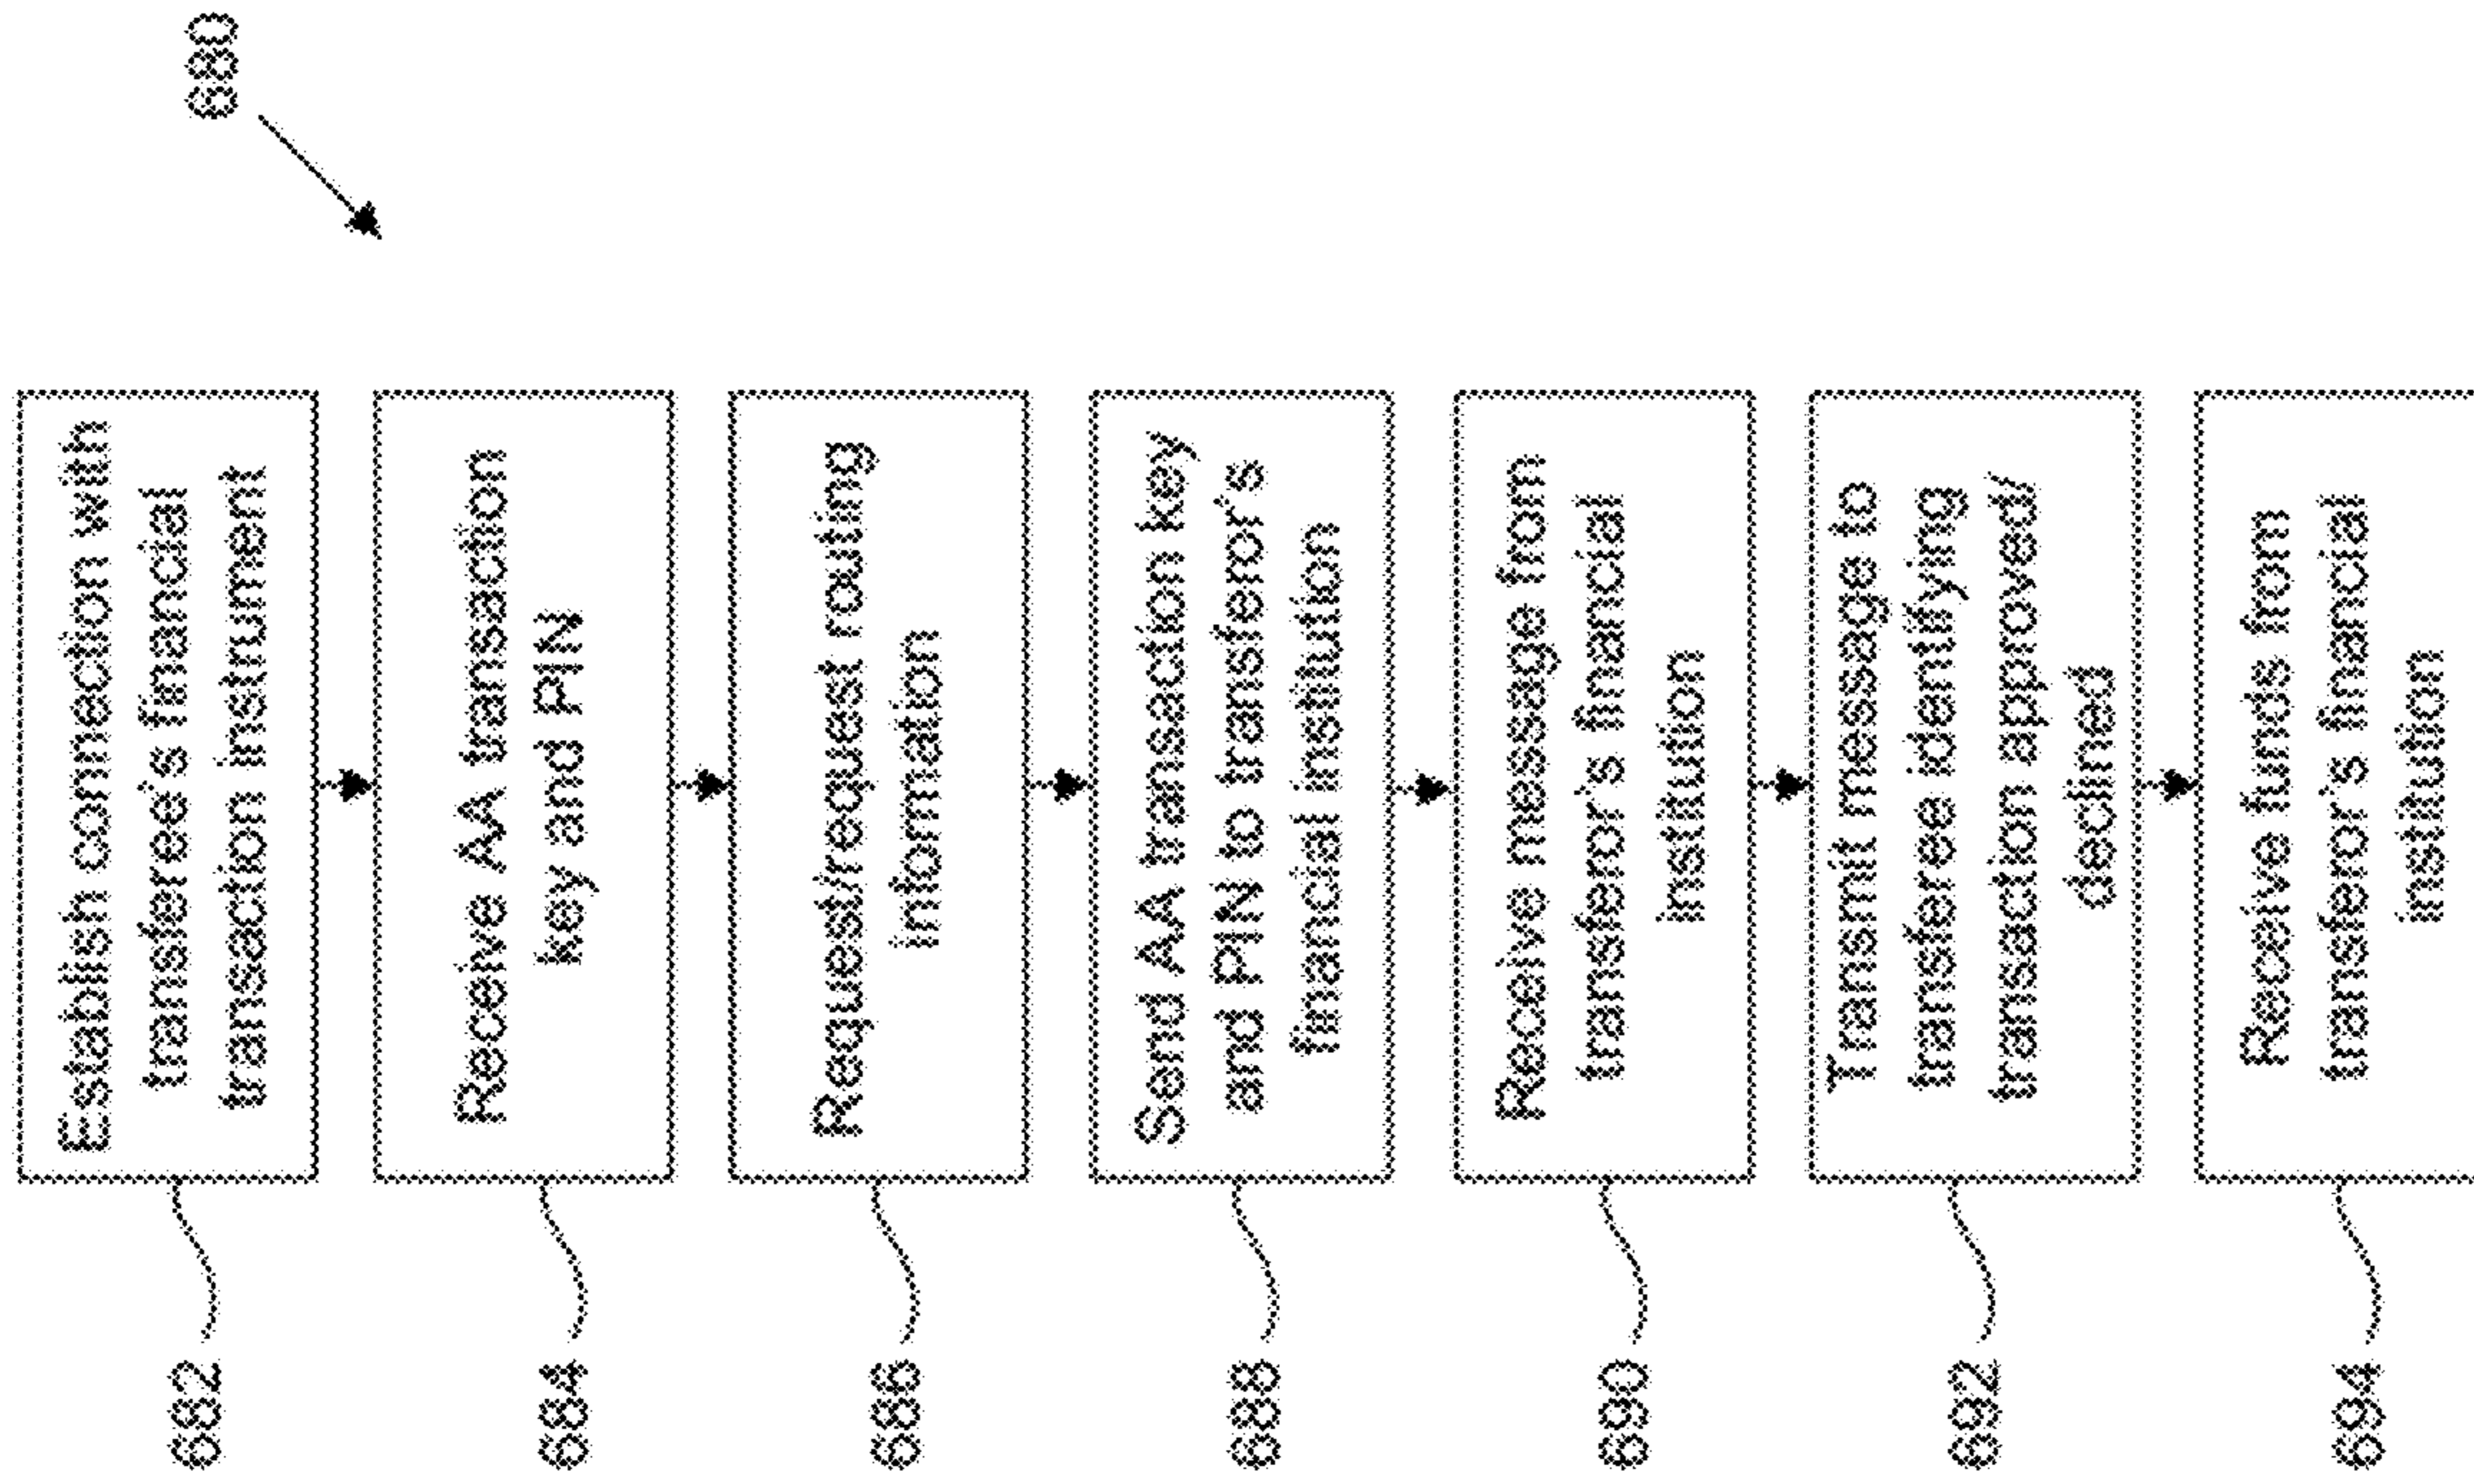 680
682
Establish connection with
transferee's financial
transaction instrument
684
Receive AA transaction
key and PIN
686
Request/request routing
information
688
Send AA transaction key
and PIN to transferor's
financial institution
690
Receive message from
transferor's financial
institution
692
Transmit message to
transferee identifying
transaction approved/
declined
694
Receive funds from
transferor's financial
institution